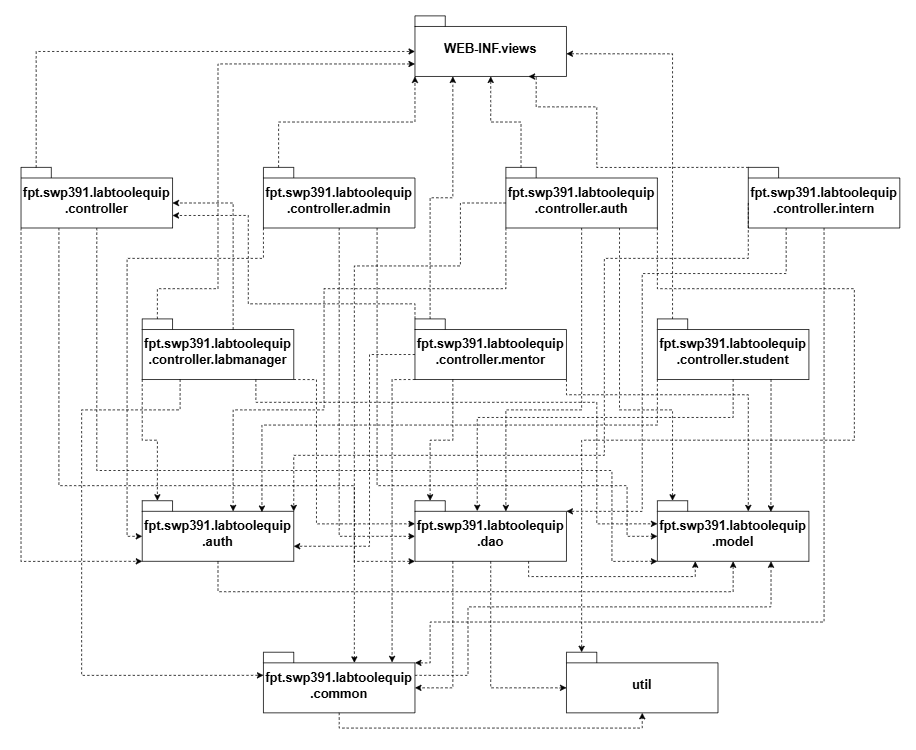 WEB-INF.views
fpt.swp391.labtoolequip
.controller
fpt.swp391.labtoolequip
.controller.admin
fpt.swp391.labtoolequip
.controller.auth
fpt.swp391.labtoolequip
.controller.intern
fpt.swp391.labtoolequip
.controller.labmanager
fpt.swp391.labtoolequip
.controller.mentor
fpt.swp391.labtoolequip
.controller.student
fpt.swp391.labtoolequip
.auth
fpt.swp391.labtoolequip
.dao
fpt.swp391.labtoolequip
.model
fpt.swp391.labtoolequip
.common
util